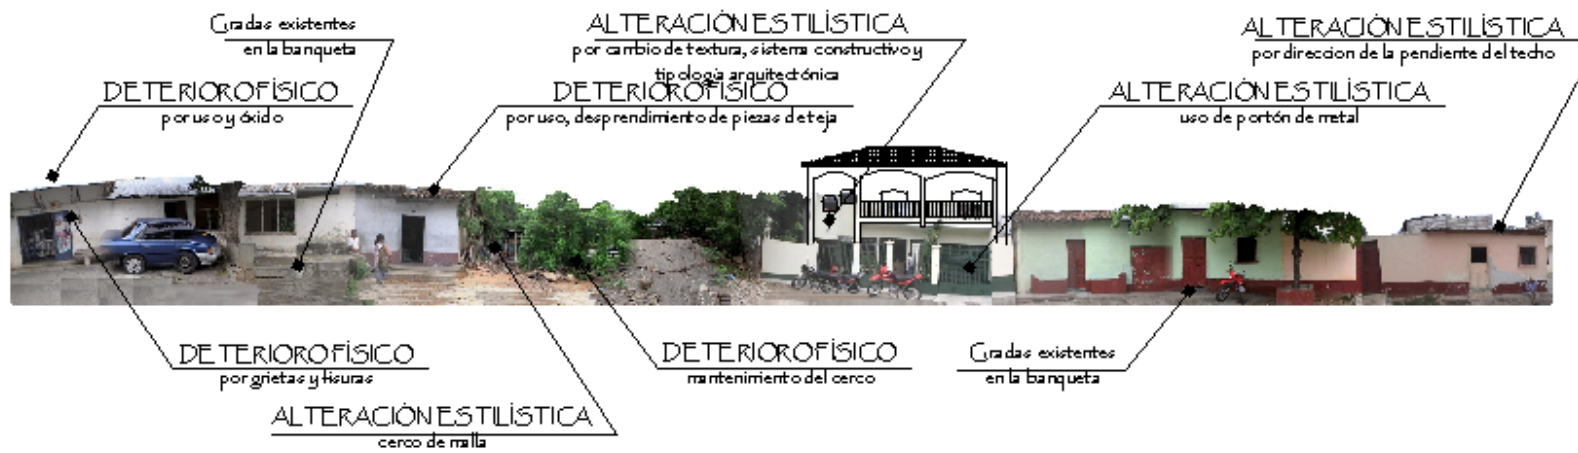 Gradas existentes
en la banqueta
ALTERACIÓN ESTILÍSTICA
por cambio de textura, sistema constructivo y
tipología arquitectónica
ALTERACIÓN ESTILÍSTICA
por direccion de la pendiente del techo
DETERIORO FÍSICO
por uso y óxido
DETERIORO FÍSICO
por uso, desprendimiento de piezas de teja
ALTERACIÓN ESTILÍSTICA
uso de portón de metal
DETERIORO FÍSICO
por grietas y fisuras
DETERIORO FÍSICO
mantenimiento del cerco
Gradas existentes
en la banqueta
ALTERACIÓN ESTILÍSTICA
cerco de malla